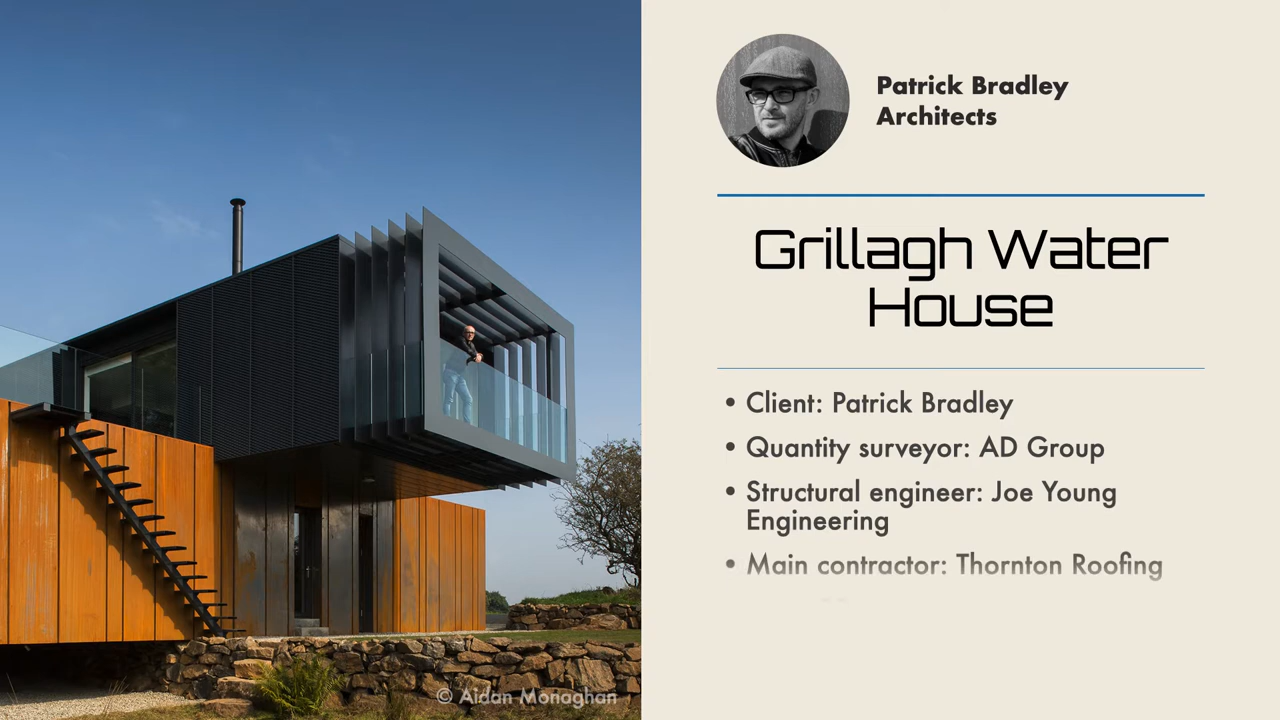 Patrick Bradley
Architects
Grillagh Water
House
• Client: Patrick Bradley
• Quantity surveyor: AD Group
• Structural engineer: Joe Young
Engineering
• Main contractor: Thornton Roofing
© Aidan Monaghan